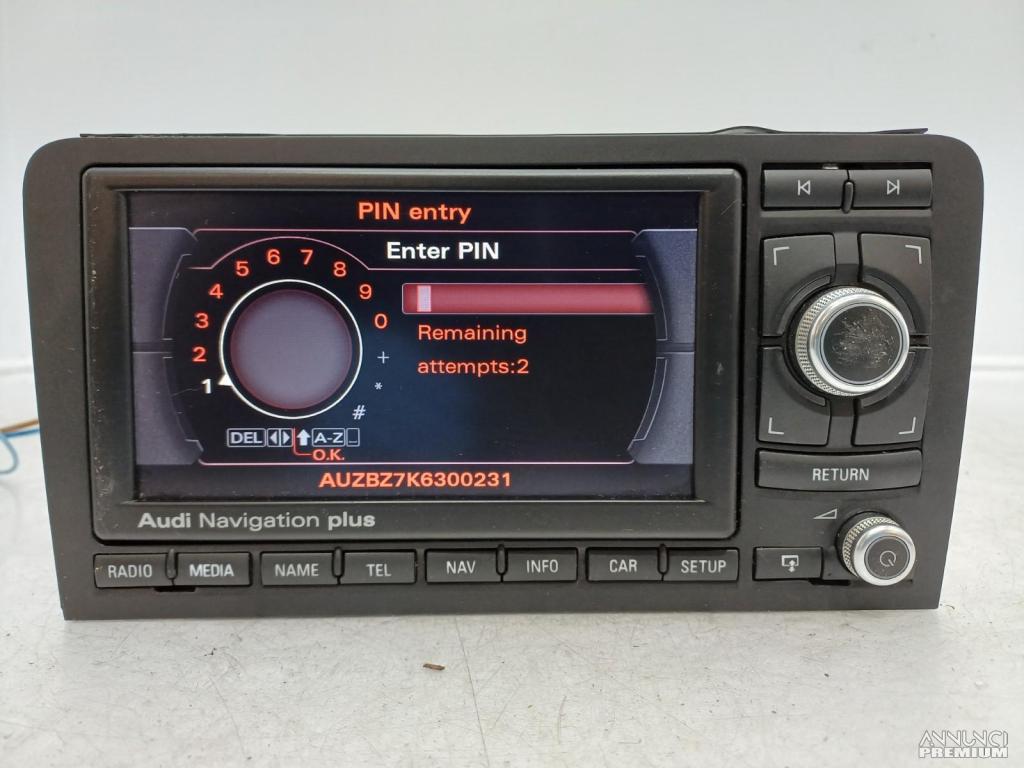 PIN entry
Enter PIN
1 2 3 4 5 6 7 8 9 0 + * #
Remaining
attempts:2
DEL A-Z _
O.K.
AUZBZ7K6300231
Audi Navigation plus
RETURN
RADIO MEDIA NAME TEL NAV INFO CAR SETUP
ANNUNCI
PREMIUM